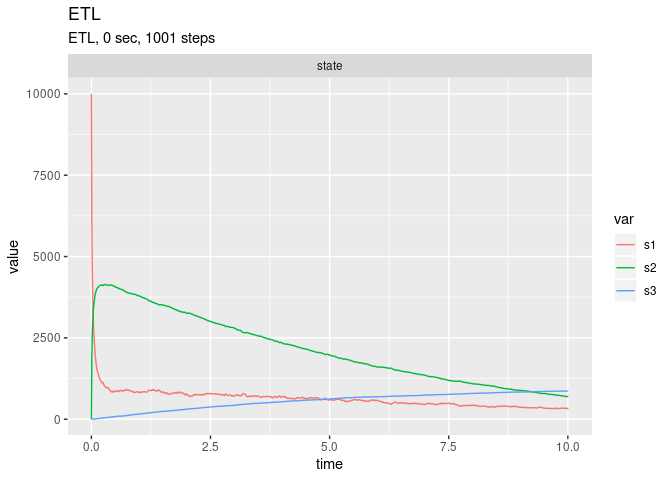 ETL
ETL, 0 sec, 1001 steps
state
10000
7500
5000
2500
0
value
0.0
2.5
5.0
7.5
10.0
time
var
s1
s2
s3